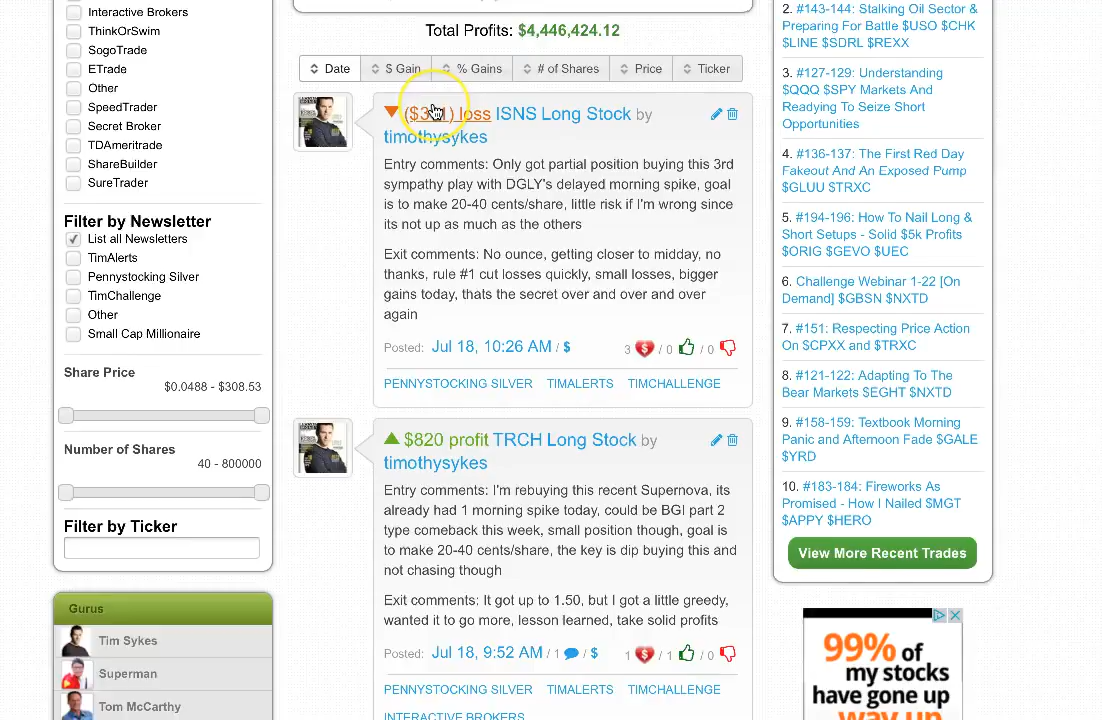 Interactive Brokers
ThinkOrSwim
SogoTrade
ETrade
Other
SpeedTrader
Secret Broker
TDAmeritrade
ShareBuilder
SureTrader
Filter by Newsletter
List all Newsletters
TimAlerts
Pennystocking Silver
TimChallenge
Other
Small Cap Millionaire
Share Price
$0.0488 - $308.53
Number of Shares
40 - 800000
Filter by Ticker
Gurus
Tim Sykes
Superman
Tom McCarthy
Total Profits: $4,446,424.12
Date
$ Gain
% Gains
# of Shares
Price
Ticker
loss ISNS Long Stock by
timothysykes
Entry comments: Only got partial position buying this 3rd
sympathy play with DGLY's delayed morning spike, goal
is to make 20-40 cents/share, little risk if I'm wrong since
its not up as much as the others
Exit comments: No ounce, getting closer to midday, no
thanks, rule #1 cut losses quickly, small losses, bigger
gains today, thats the secret over and over and over
again
Posted: Jul 18, 10:26 AM / $
3 / 0 / 0
PENNYSTOCKING SILVER TIMALERTS TIMCHALLENGE
$820 profit TRCH Long Stock by
timothysykes
Entry comments: I'm rebuying this recent Supernova, its
already had 1 morning spike today, could be BGI part 2
type comeback this week, small position though, goal is
to make 20-40 cents/share, the key is dip buying this and
not chasing though
Exit comments: It got up to 1.50, but I got a little greedy,
wanted it to go more, lesson learned, take solid profits
Posted: Jul 18, 9:52 AM / 1 / $
1 / 1 / 0
PENNYSTOCKING SILVER TIMALERTS TIMCHALLENGE
INTERACTIVE BROKERS
2. #143-144: Stalking Oil Sector &
Preparing For Battle $USO $CHK
$LINE $SDRL $REXX
3. #127-129: Understanding
$QQQ $SPY Markets And
Readying To Seize Short
Opportunities
4. #136-137: The First Red Day
Fakeout And An Exposed Pump
$GLUU $TRXC
5. #194-196: How To Nail Long &
Short Setups - Solid $5k Profits
$ORIG $GEVO $UEC
6. Challenge Webinar 1-22 [On
Demand] $GBSN $NXTD
7. #151: Respecting Price Action
On $CPXX and $TRXC
8. #121-122: Adapting To The
Bear Markets $EGHT $NXTD
9. #158-159: Textbook Morning
Panic and Afternoon Fade $GALE
$YRD
10. #183-184: Fireworks As
Promised - How I Nailed $MGT
$APPY $HERO
View More Recent Trades
99% of
my stocks
have gone up
way up